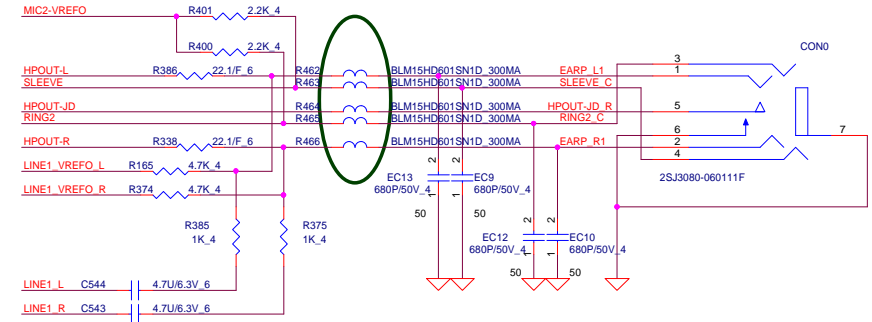 MIC2-VREFO R401 2.2K_4
CON0
R400 2.2K_4
3
HPOUT-L R386 22.1/F_6 R462 BLM15HD601SN1D_300MA EARP_L1 1
SLEEVE R463 BLM15HD601SN1D_300MA SLEEVE_C
HPOUT-JD R464 BLM15HD601SN1D_300MA HPOUT-JD_R 5
RING2 R465 BLM15HD601SN1D_300MA RING2_C
6 7
HPOUT-R R338 22.1/F_6 R466 BLM15HD601SN1D_300MA EARP_R1 2
4
LINE1_VREFO_L R165 4.7K_4 2 2
EC13 EC9 2SJ3080-060111F
LINE1_VREFO_R R374 4.7K_4 680P/50V_4 680P/50V_4
1 1
50 50
R385 R375 2 2
1K_4 1K_4 EC12 EC10
680P/50V_4 680P/50V_4
1 1
50 50
LINE1_L C544 4.7U/6.3V_6
LINE1_R C543 4.7U/6.3V_6